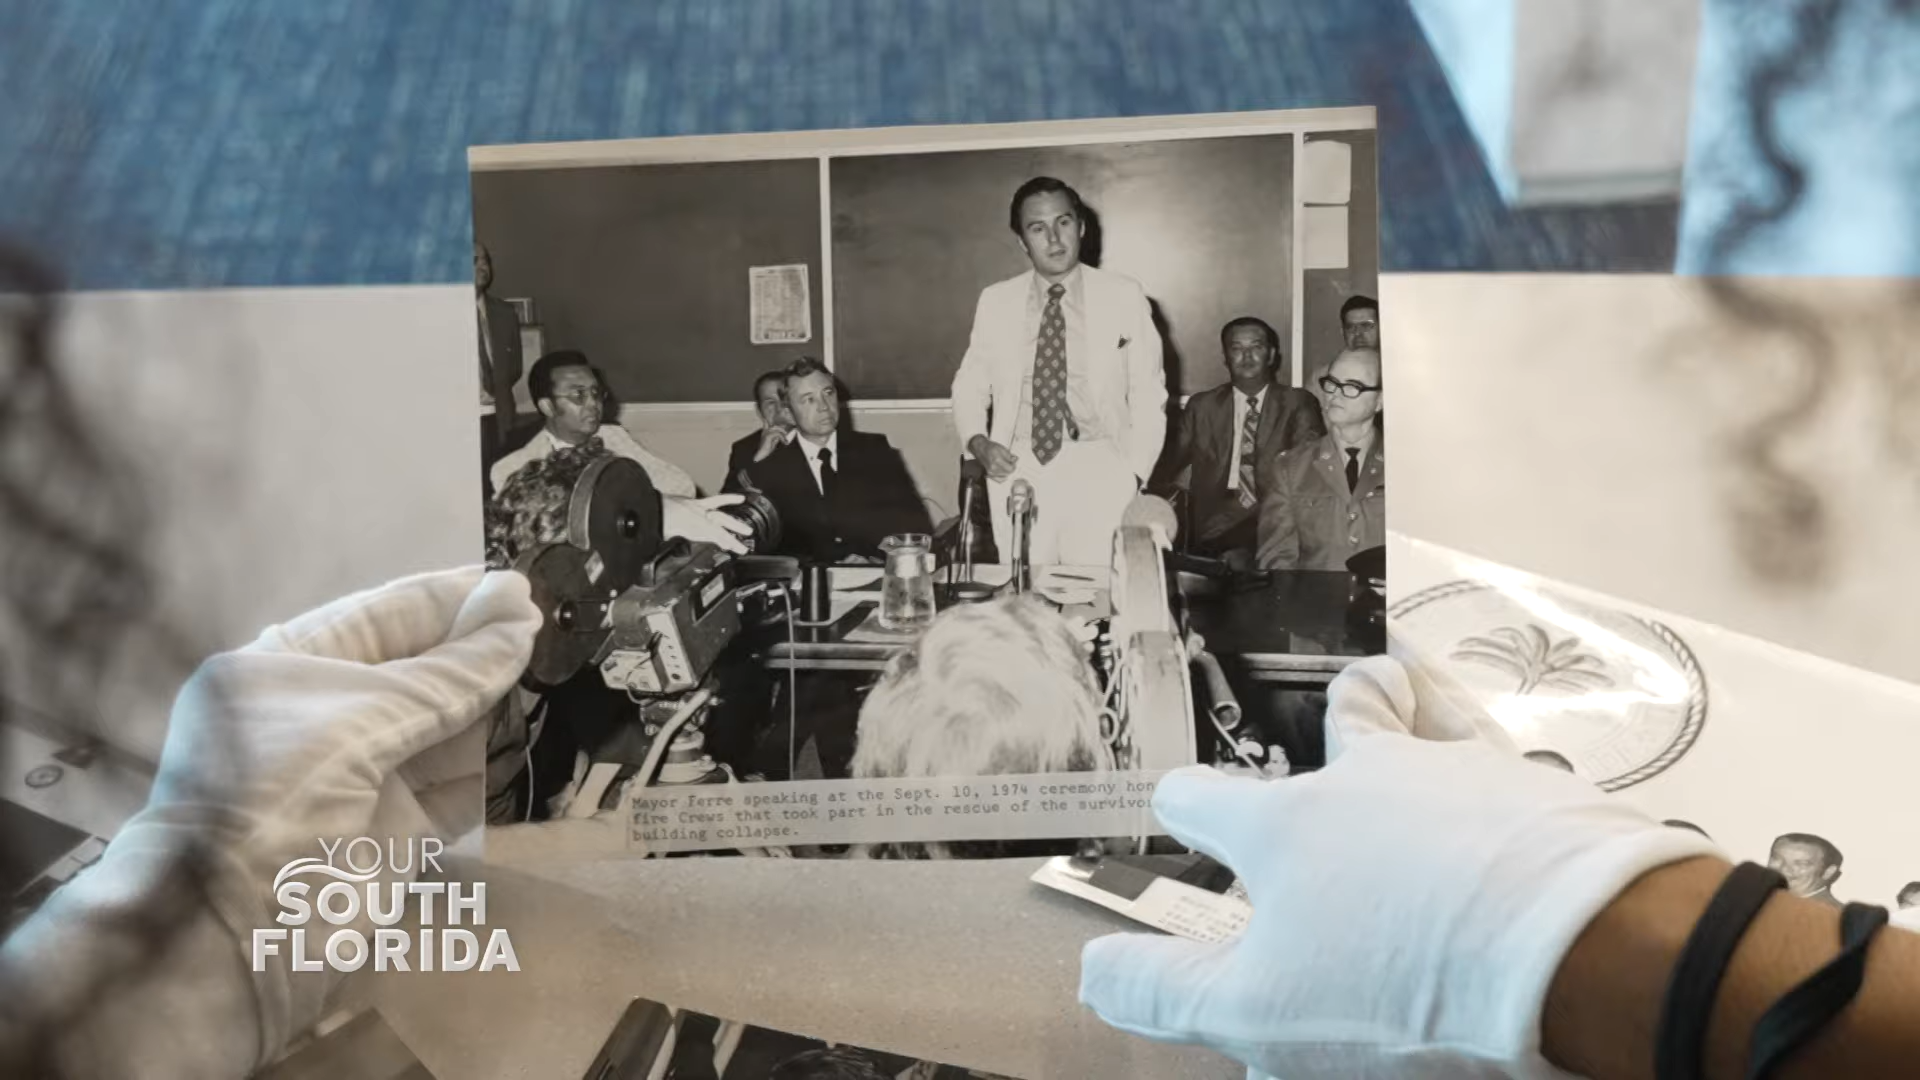 Mayor Ferre speaking at the Sept. 10, 1974 ceremony hon
fire Crews that took part in the rescue of the survivo
building collapse.
YOUR
SOUTH
FLORIDA